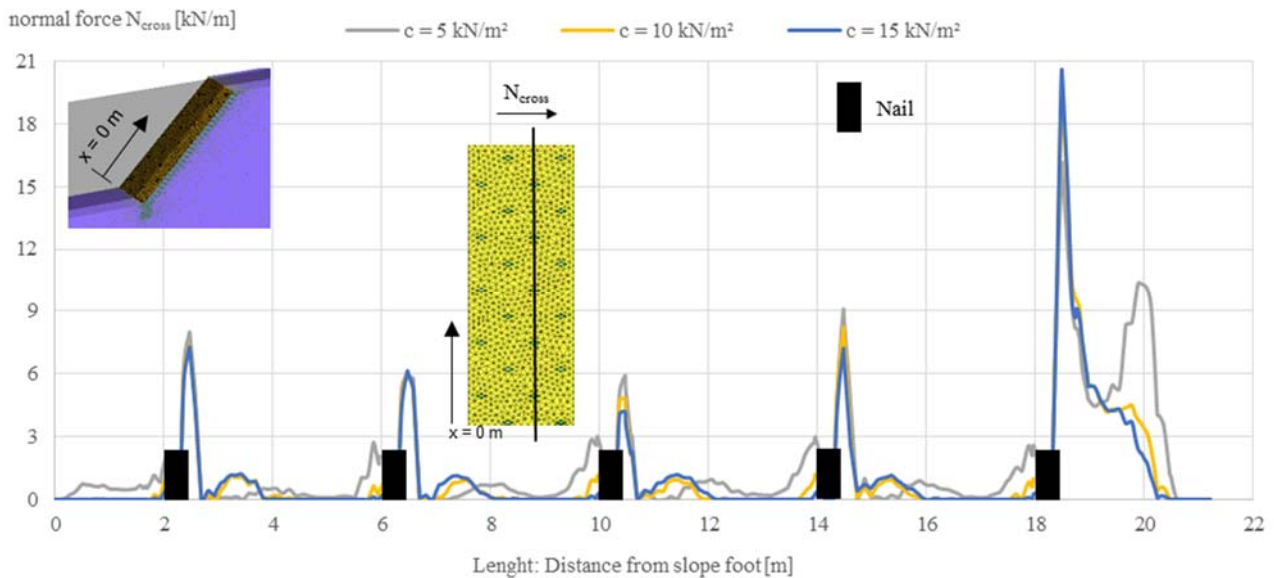 normal force N_cross [kN/m]
c = 5 kN/m² c = 10 kN/m² c = 15 kN/m²
21
18
15
12
9
6
3
0
x = 0 m
N_cross
x = 0 m
Nail
0 2 4 6 8 10 12 14 16 18 20 22
Lenght: Distance from slope foot [m]